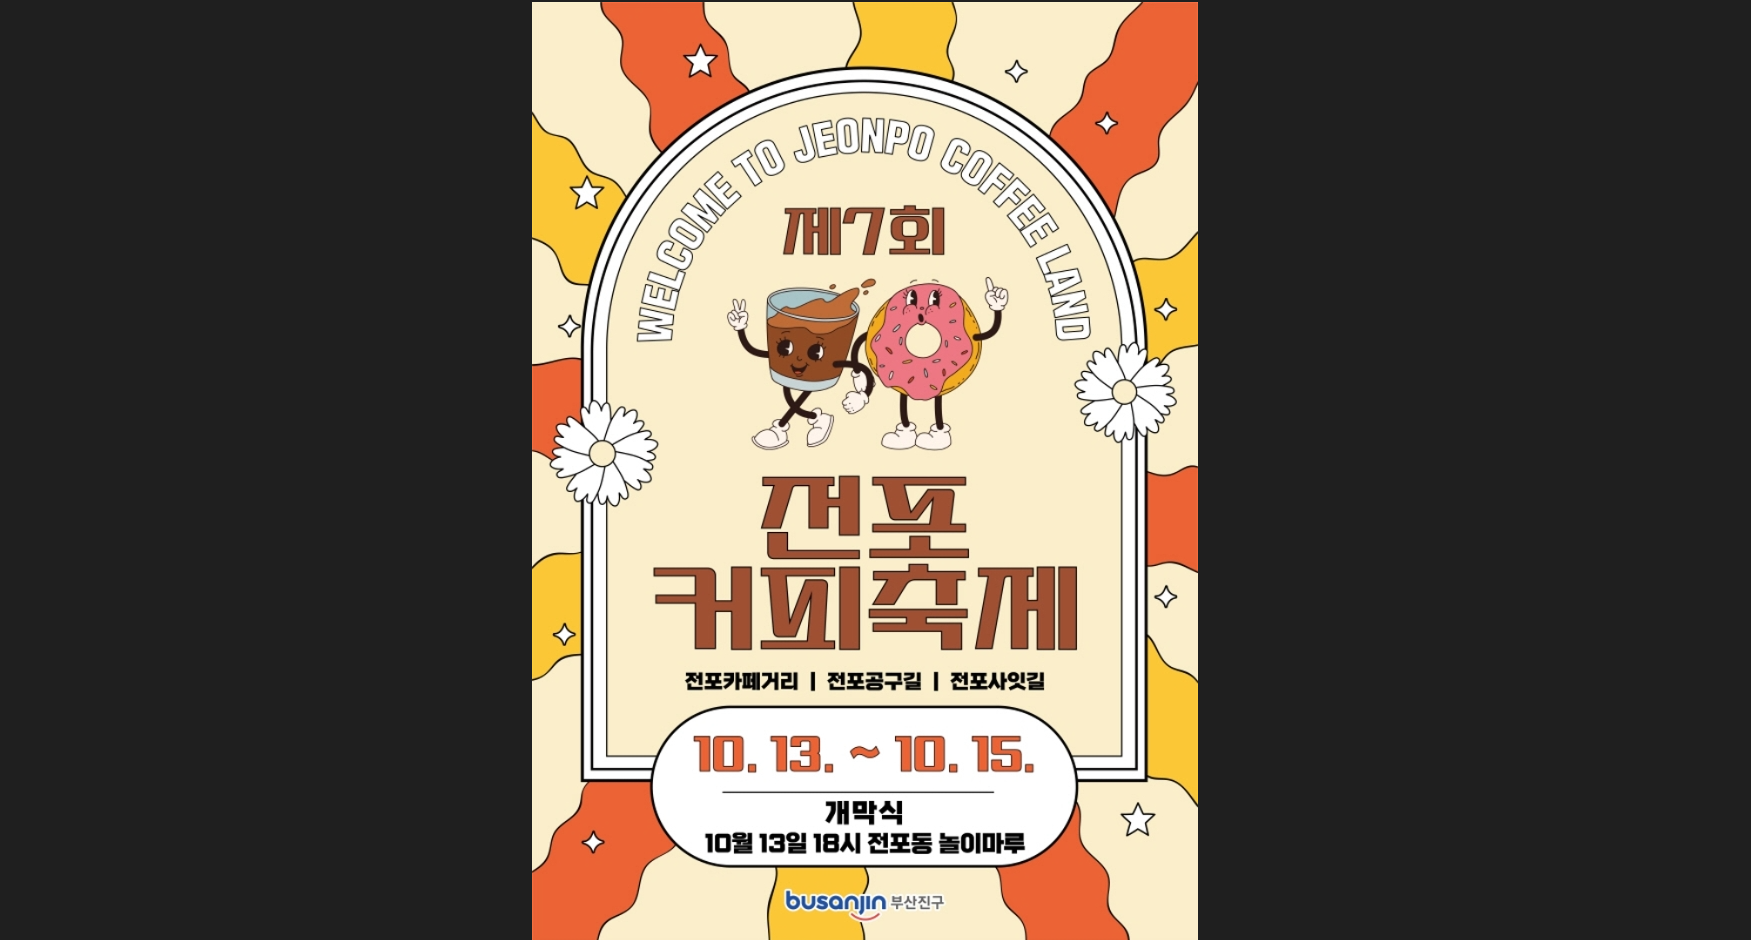 WELCOME TO JEONPO COFFEE LAND
제7회
전포
커피축제
전포카페거리 | 전포공구길 | 전포사잇길
10. 13. ~ 10. 15.
개막식
10월 13일 18시 전포동 놀이마루
busanjin 부산진구